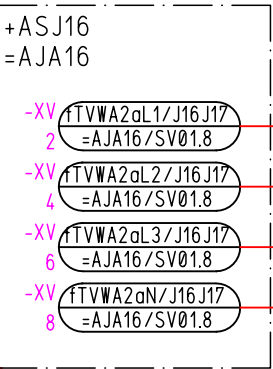 +ASJ16
=AJA16
-XV fTVWA2aL1/J16J17
2 =AJA16/SV01.8
-XV fTVWA2aL2/J16J17
4 =AJA16/SV01.8
-XV fTVWA2aL3/J16J17
6 =AJA16/SV01.8
-XV fTVWA2aN/J16J17
8 =AJA16/SV01.8